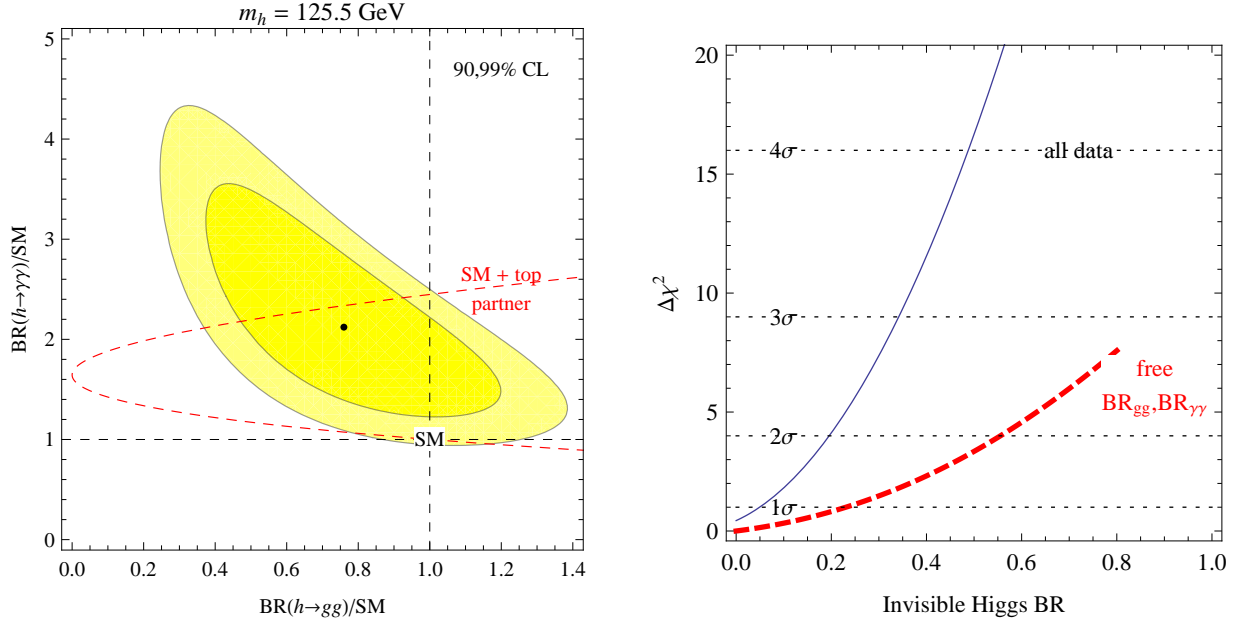 m_h = 125.5 GeV
90,99% CL
SM + top
partner
SM
BR(h→γγ)/SM
0
1
2
3
4
5
0.0 0.2 0.4 0.6 0.8 1.0 1.2 1.4
BR(h→gg)/SM
20
15
10
5
0
Δχ²
4σ
all data
3σ
free
BR_gg,BR_γγ
2σ
1σ
0.0 0.2 0.4 0.6 0.8 1.0
Invisible Higgs BR